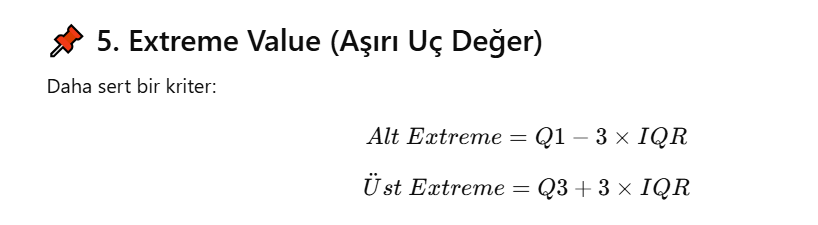 📌 5. Extreme Value (Aşırı Uç Değer)
Daha sert bir kriter:
Alt Extreme = Q1 − 3 × IQR
Üst Extreme = Q3 + 3 × IQR